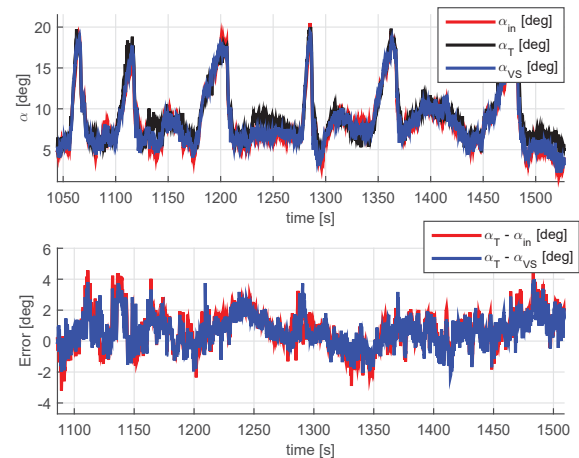 α_in [deg]
α_T [deg]
α_VS [deg]
20
15
10
5
α [deg]
1050 1100 1150 1200 1250 1300 1350 1400 1450 1500
time [s]
α_T - α_in [deg]
α_T - α_VS [deg]
6
4
2
0
-2
-4
Error [deg]
1100 1150 1200 1250 1300 1350 1400 1450 1500
time [s]